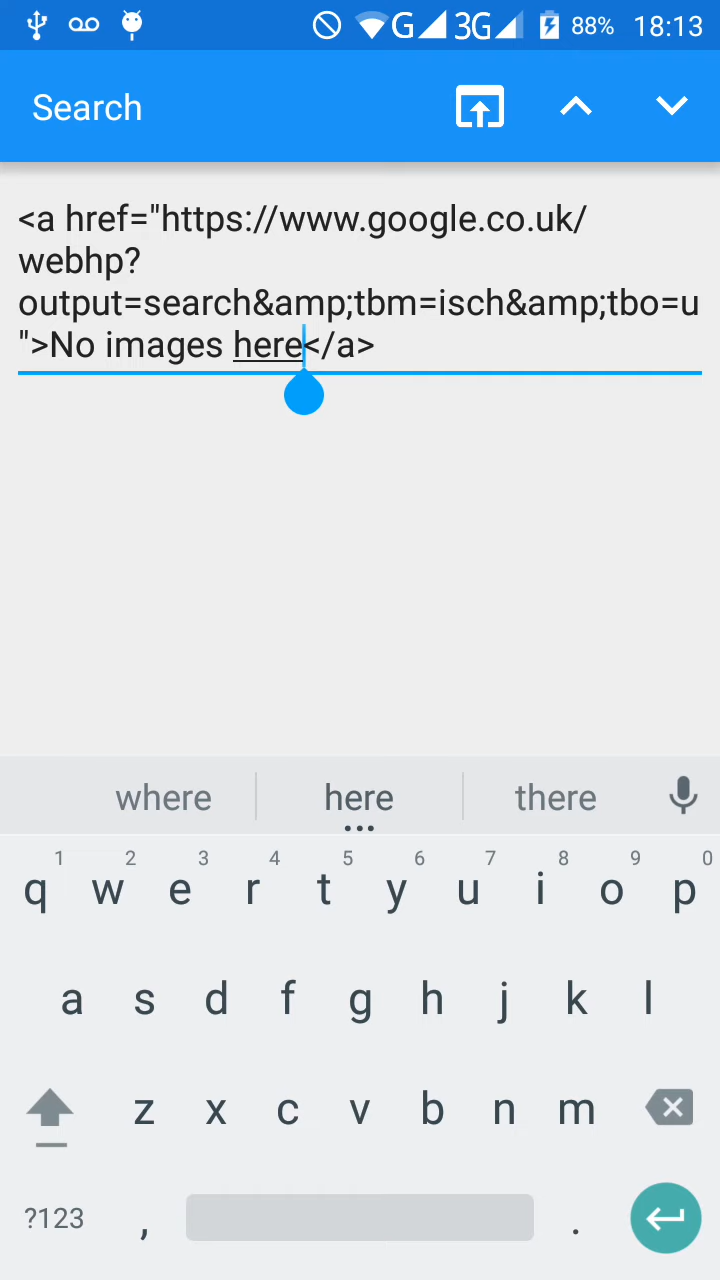 G 3G 88% 18:13
Search
<a href="https://www.google.co.uk/
webhp?
output=search&amp;tbm=isch&amp;tbo=u
">No images here</a>
where here there
1 2 3 4 5 6 7 8 9 0
q w e r t y u i o p
a s d f g h j k l
z x c v b n m
?123 , .